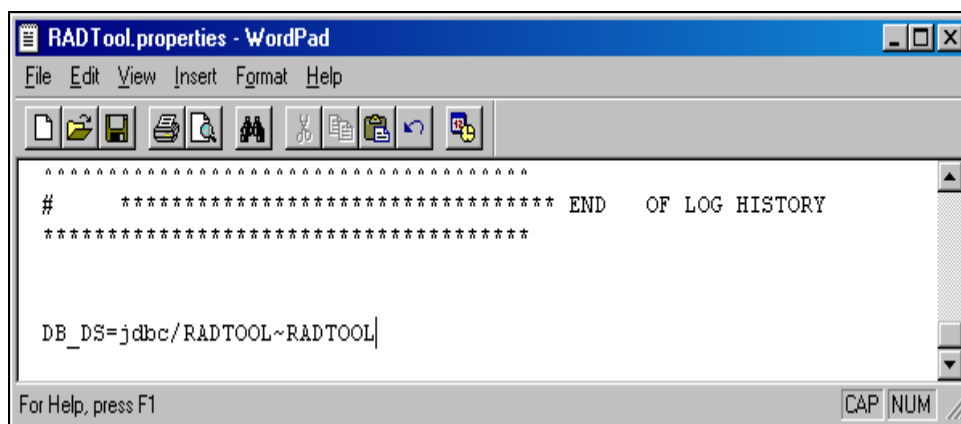 RADTool.properties - WordPad
File Edit View Insert Format Help
# ********************************** END OF LOG HISTORY
**************************************
DB_DS=jdbc/RADTOOL~RADTOOL
For Help, press F1
CAP NUM